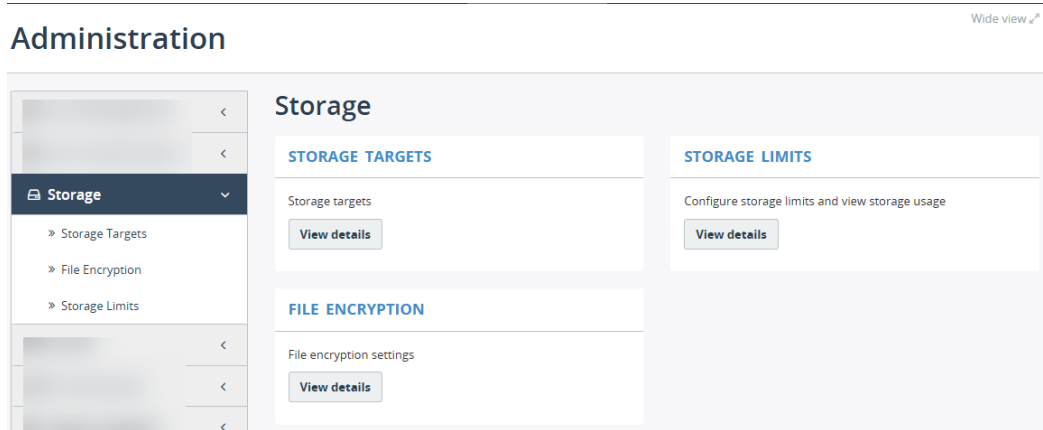 Wide view
Administration
Storage
Storage Targets
File Encryption
Storage Limits
Storage
STORAGE TARGETS
Storage targets
View details
STORAGE LIMITS
Configure storage limits and view storage usage
View details
FILE ENCRYPTION
File encryption settings
View details